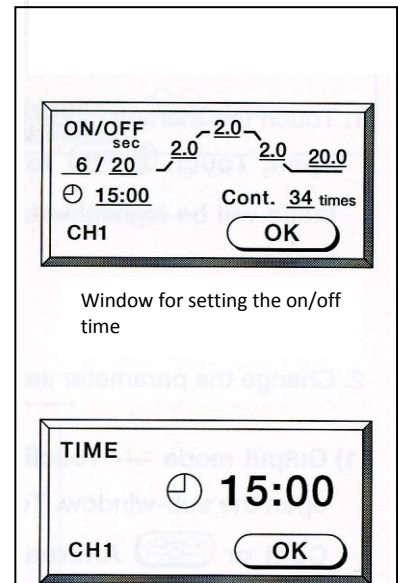 ON/OFF
sec
6 / 20 2.0 2.0 2.0 20.0
15:00 Cont. 34 times
CH1 OK
Window for setting the on/off
time
TIME
15:00
CH1 OK